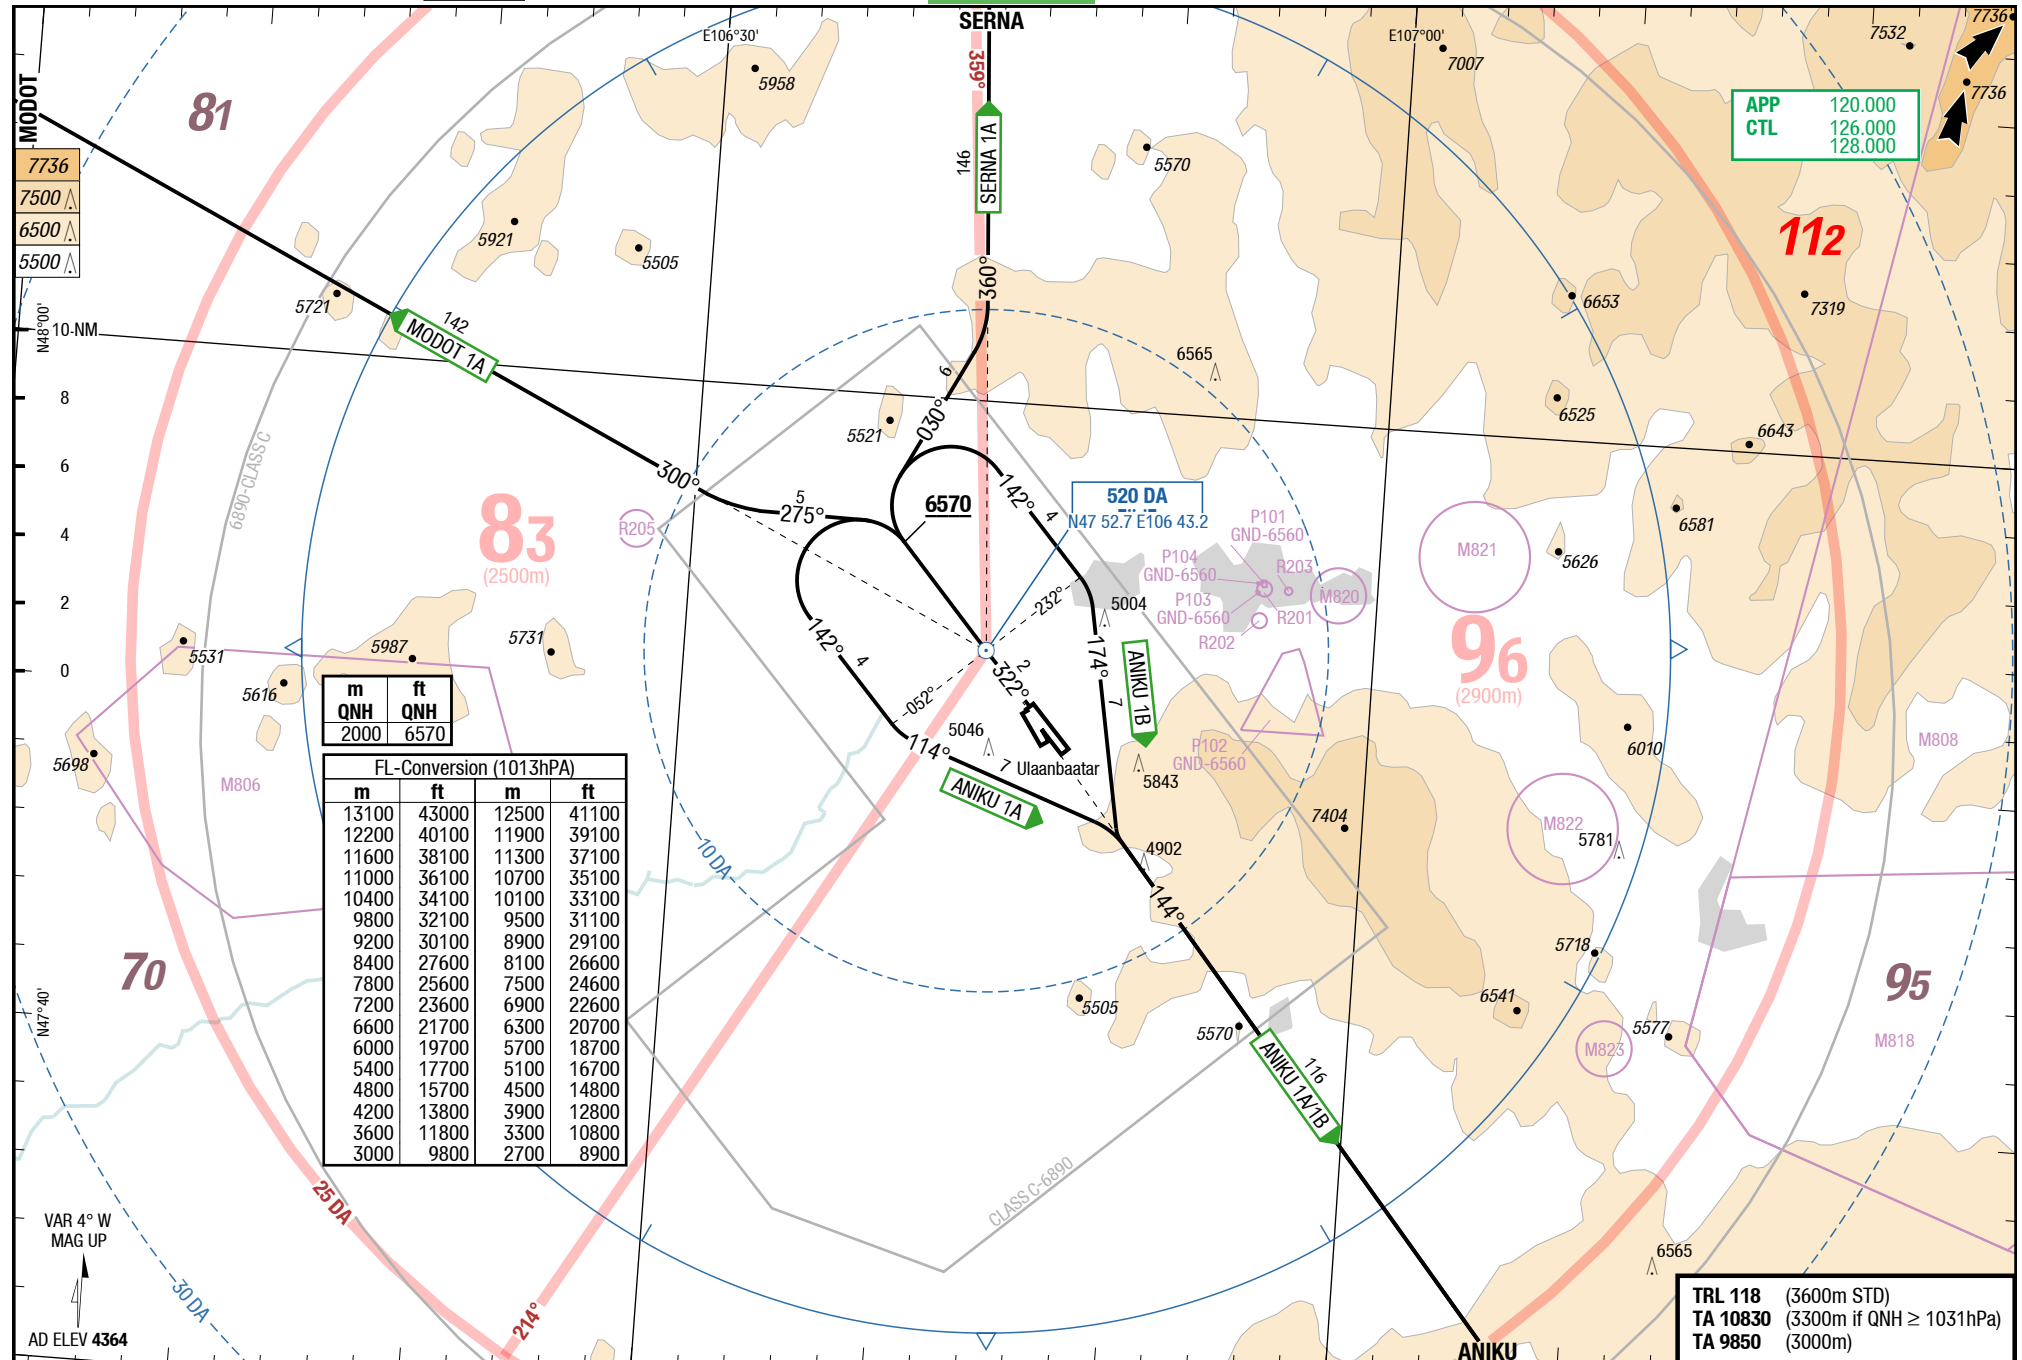 SERNA
E106°30'
E107°00'
7532
7736
7736
7007
5958
359°
MODOT
81
APP 120.000
CTL 126.000
128.000
146
SERNA 1A
5570
7736
7500
6500
5500
5921
5505
112
360°
5721
6653
7319
N48°00'
10-NM
142
MODOT 1A
6565
6
8
030°
5521
6525
6643
6890-CLASS C
6
300°
5
275°
6570
142°
4
520 DA
N47 52.7 E106 43.2
83
(2500m)
R205
P101
GND-6560
P104
GND-6560
R203
M821
6581
4
5626
P103
GND-6560
R201
M820
R202
2
232°
5004
5531
5987
5731
142°
4
174°
7
ANIKU 1B
96
(2900m)
0
5616
2
322°
052°
m ft
QNH QNH
2000 6570
5046
114°
7
Ulaanbaatar
5843
P102
GND-6560
6010
M808
5698
M806
ANIKU 1A
7404
M822
5781
4902
10 DA
144°
FL-Conversion (1013hPA)
m ft m ft
13100 43000 12500 41100
12200 40100 11900 39100
11600 38100 11300 37100
11000 36100 10700 35100
10400 34100 10100 33100
9800 32100 9500 31100
9200 30100 8900 29100
8400 27600 8100 26600
7800 25600 7500 24600
7200 23600 6900 22600
6600 21700 6300 20700
6000 19700 5700 18700
5400 17700 5100 16700
4800 15700 4500 14800
4200 13800 3900 12800
3600 11800 3300 10800
3000 9800 2700 8900
70
5718
95
N47°40'
5505
5570
6541
5577
M823
M818
116
ANIKU 1A/1B
CLASS C-6890
25 DA
VAR 4° W
MAG UP
6565
30 DA
214°
AD ELEV 4364
ANIKU
TRL 118 (3600m STD)
TA 10830 (3300m if QNH ≥ 1031hPa)
TA 9850 (3000m)